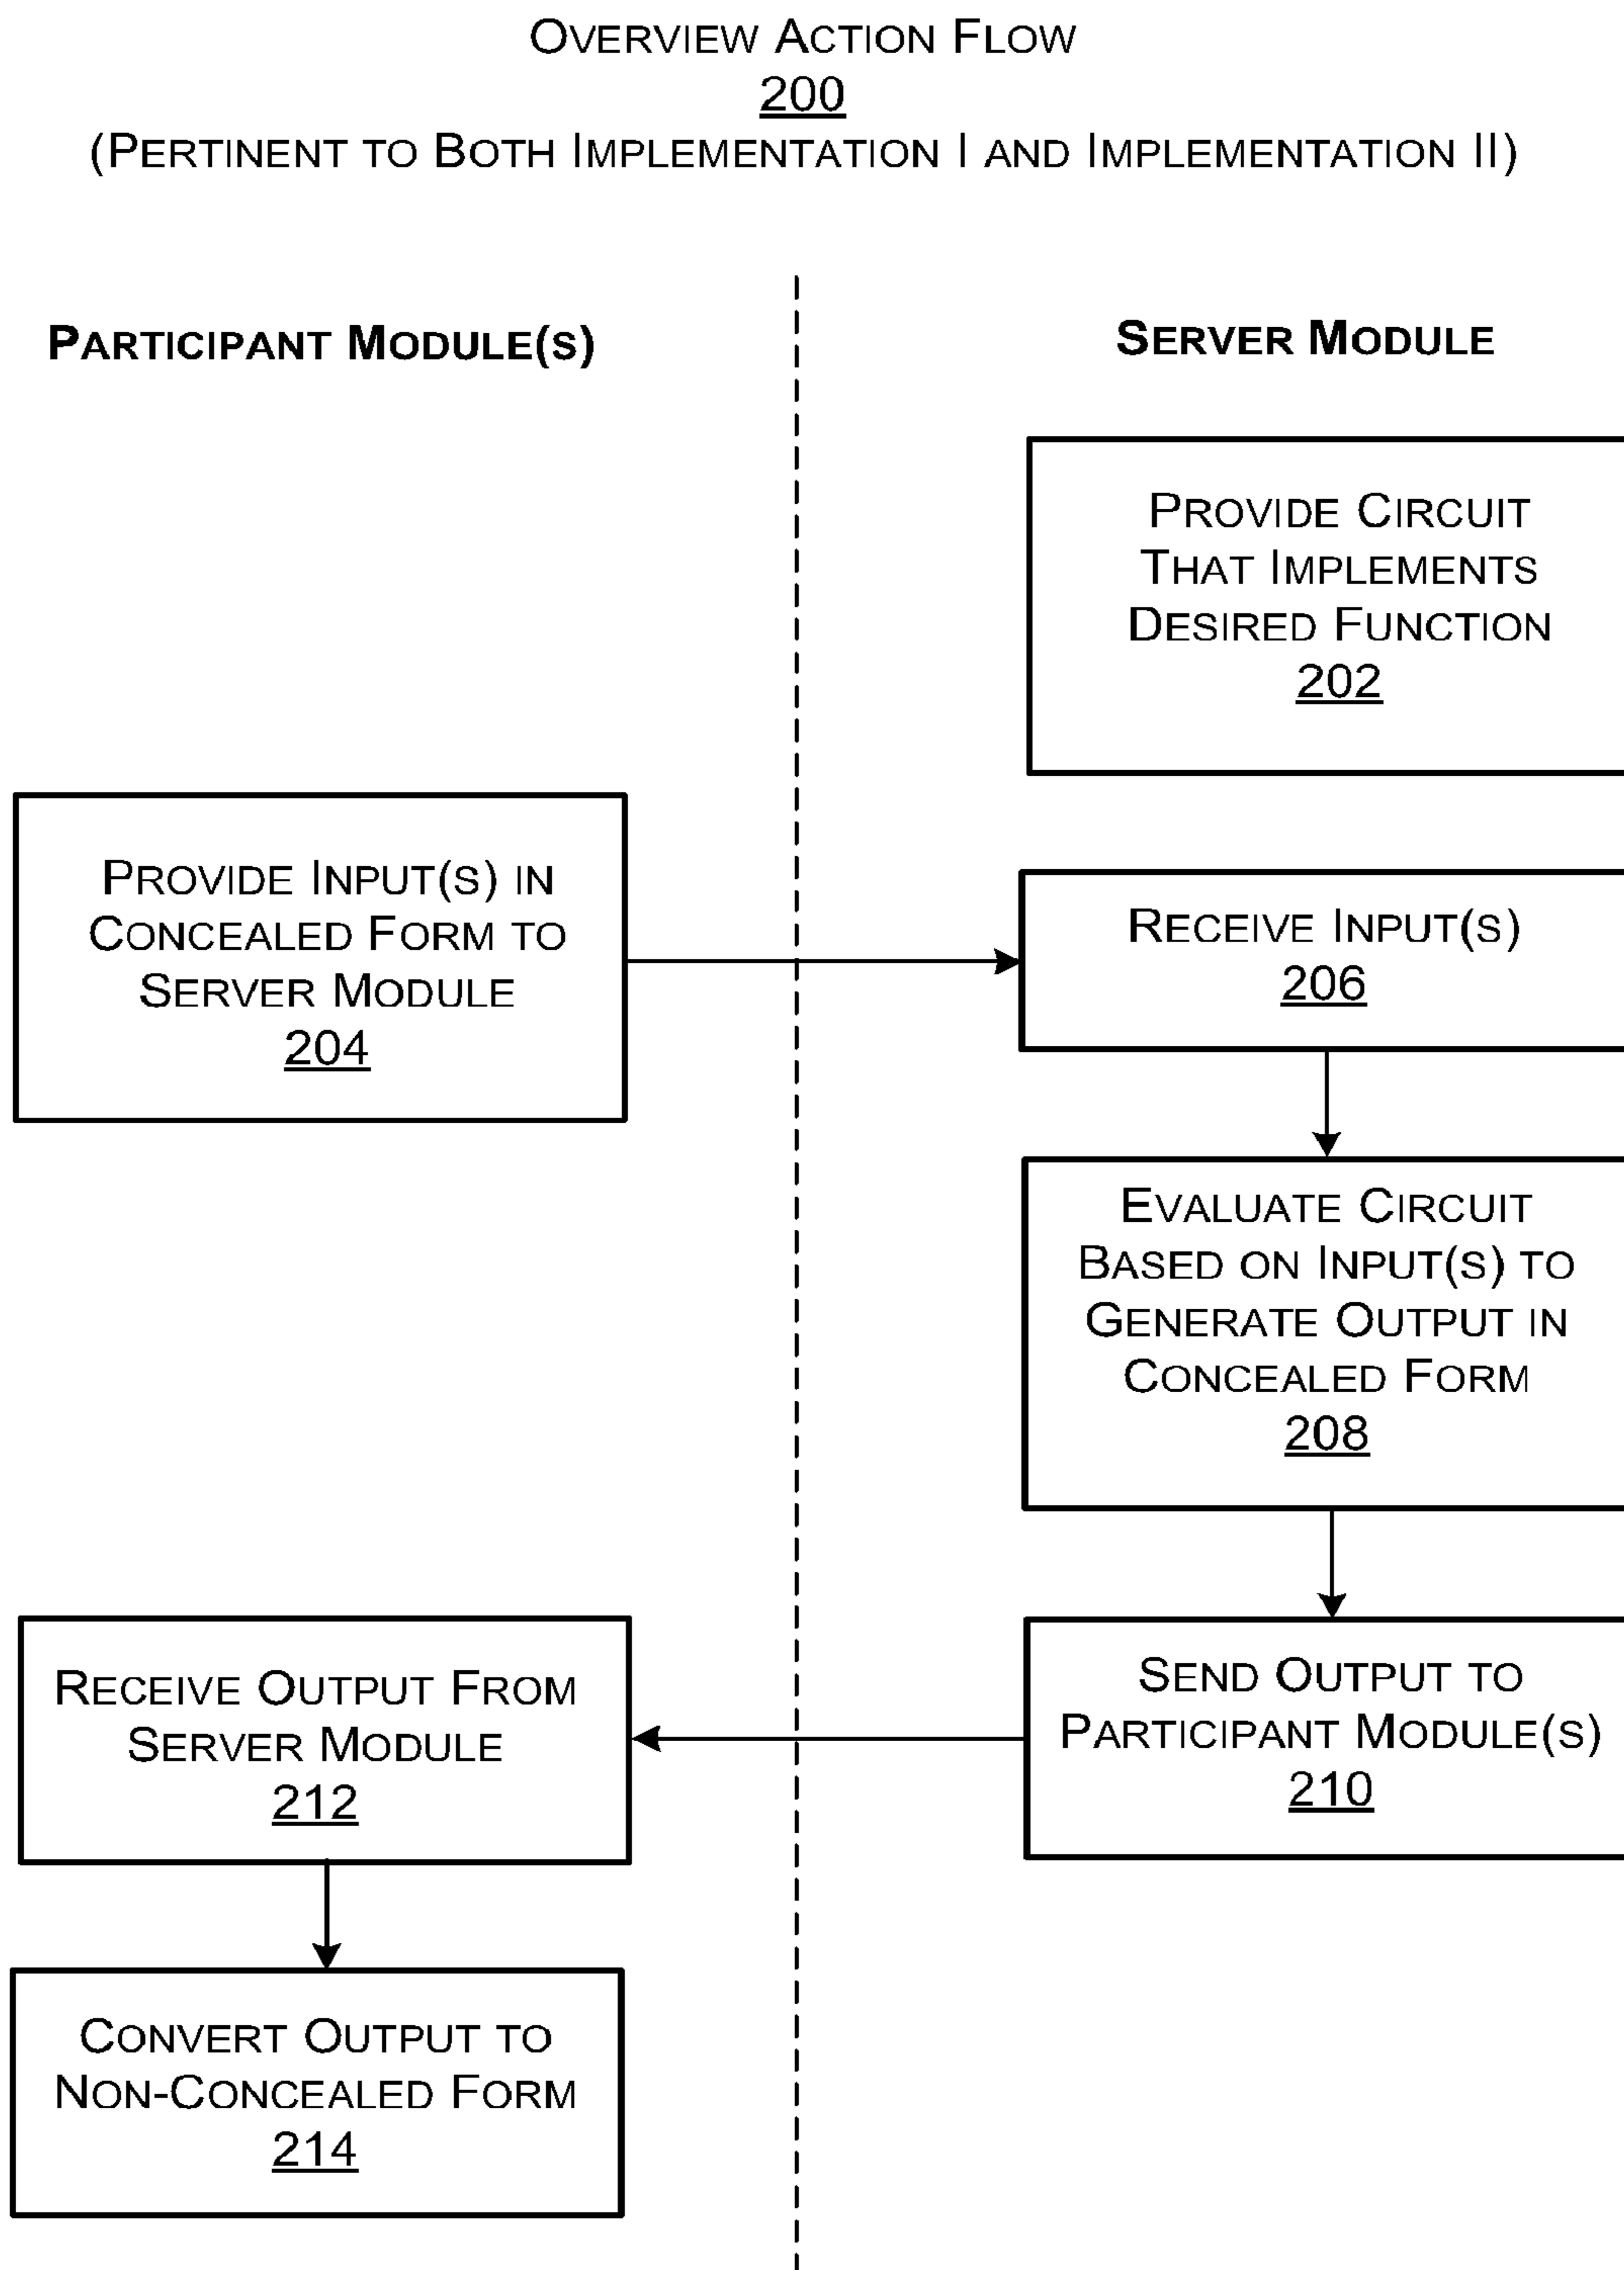 OVERVIEW ACTION FLOW
200
(PERTINENT TO BOTH IMPLEMENTATION I AND IMPLEMENTATION II)
PARTICIPANT MODULE(S)
SERVER MODULE
PROVIDE CIRCUIT
THAT IMPLEMENTS
DESIRED FUNCTION
202
PROVIDE INPUT(S) IN
CONCEALED FORM TO
SERVER MODULE
204
RECEIVE INPUT(S)
206
EVALUATE CIRCUIT
BASED ON INPUT(S) TO
GENERATE OUTPUT IN
CONCEALED FORM
208
SEND OUTPUT TO
PARTICIPANT MODULE(S)
210
RECEIVE OUTPUT FROM
SERVER MODULE
212
CONVERT OUTPUT TO
NON-CONCEALED FORM
214